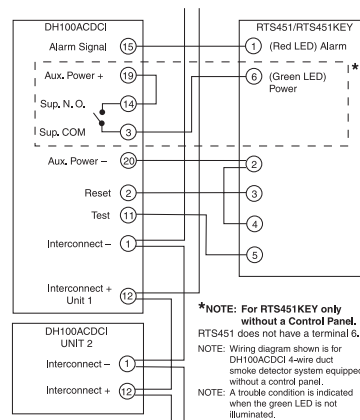 DH100ACDCI
RTS451/RTS451KEY
Alarm Signal 15
1 (Red LED) Alarm
*
Aux. Power + 19
6 (Green LED)
Power
Sup. N. O. 14
Sup. COM 3
Aux. Power – 20
2
Reset 2
3
Test 11
4
Interconnect – 1
5
Interconnect + 12
Unit 1
*NOTE: For RTS451KEY only
without a Control Panel.
RTS451 does not have a terminal 6.
NOTE: Wiring diagram shown is for
DH100ACDCI 4-wire duct
smoke detector system equipped
without a control panel.
NOTE: A trouble condition is indicated
when the green LED is not
illuminated.
DH100ACDCI
UNIT 2
Interconnect – 1
Interconnect + 12